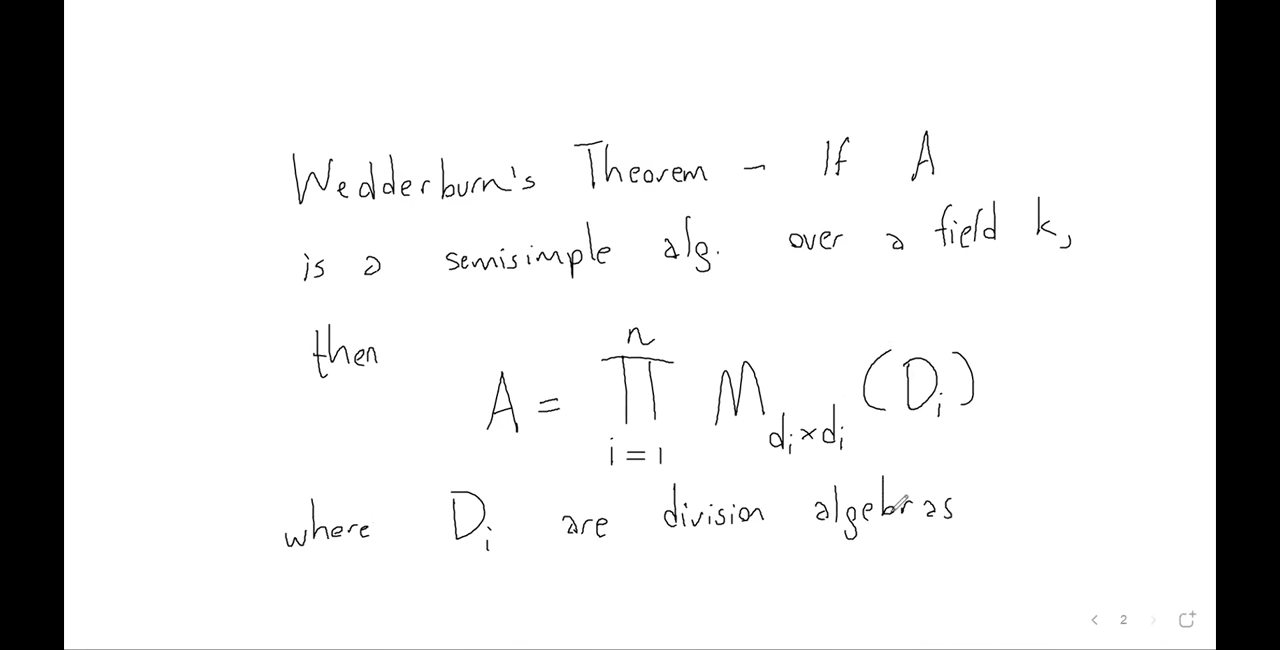 Wedderburn's Theorem - If A
is a semisimple alg. over a field k,
then
n
A = ∏ M_{d_i×d_i} (D_i)
i=1
where D_i are division algebras
< 2 >